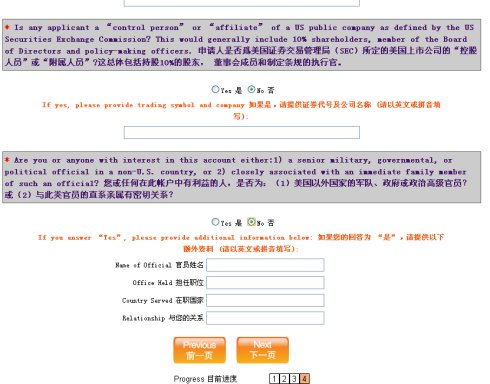 * Is any applicant a “control person” or “affiliate” of a US public company as defined by the US
Securities Exchange Commission? This would generally include 10% shareholders, member of the Board
of Directors and policy-making officers. 申请人是否爲美国证券交易管理局（SEC）所定的美国上市公司的“控股
人员”或“附属人员”?这总体包括持股10%的股东， 董事会成员和制定条规的执行官。
Yes 是 No 否
If yes, please provide trading symbol and company 如果是，请提供证券代号及公司名称 (请以英文或拼音填
写):
* Are you or anyone with interest in this account either:1) a senior military, governmental, or
political official in a non-U.S. country, or 2) closely associated with an immediate family member
of such an official? 您或任何在此帐户中有利益的人，是否为：（1）美国以外国家的军队、政府或政治高级官员?
或（2）与此类官员的直系亲属有密切关系?
Yes 是 No 否
If you answer “Yes”, please provide additional information below: 如果您的回答为 “是”，请提供以下
额外资料 (请以英文或拼音填写):
Name of Official 官员姓名
Office Held 担任职位
Country Served 在职国家
Relationship 与您的关系
Previous
前一页
Next
下一页
Progress 目前进度 1 2 3 4